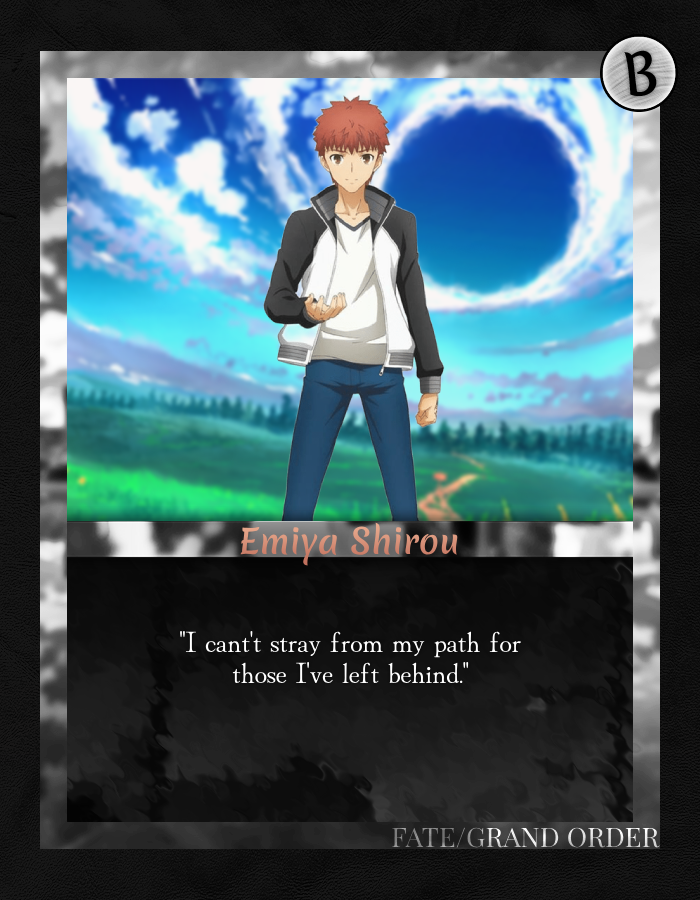 B
Emiya Shirou
"I cant't stray from my path for
those I've left behind."
FATE/GRAND ORDER